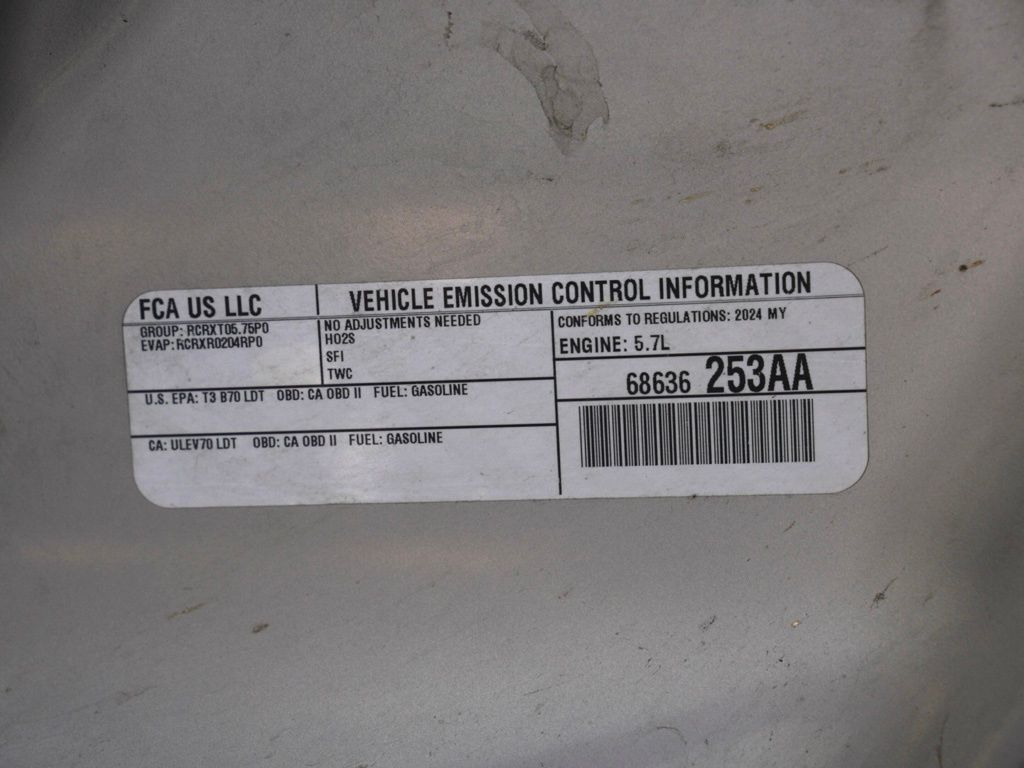 FCA US LLC
VEHICLE EMISSION CONTROL INFORMATION
GROUP: RCRXT05.75P0
EVAP: RCRXR0204RP0
NO ADJUSTMENTS NEEDED
HO2S
SFI
TWC
CONFORMS TO REGULATIONS: 2024 MY
ENGINE: 5.7L
68636 253AA
U.S. EPA: T3 B70 LDT OBD: CA OBD II FUEL: GASOLINE
CA: ULEV70 LDT OBD: CA OBD II FUEL: GASOLINE